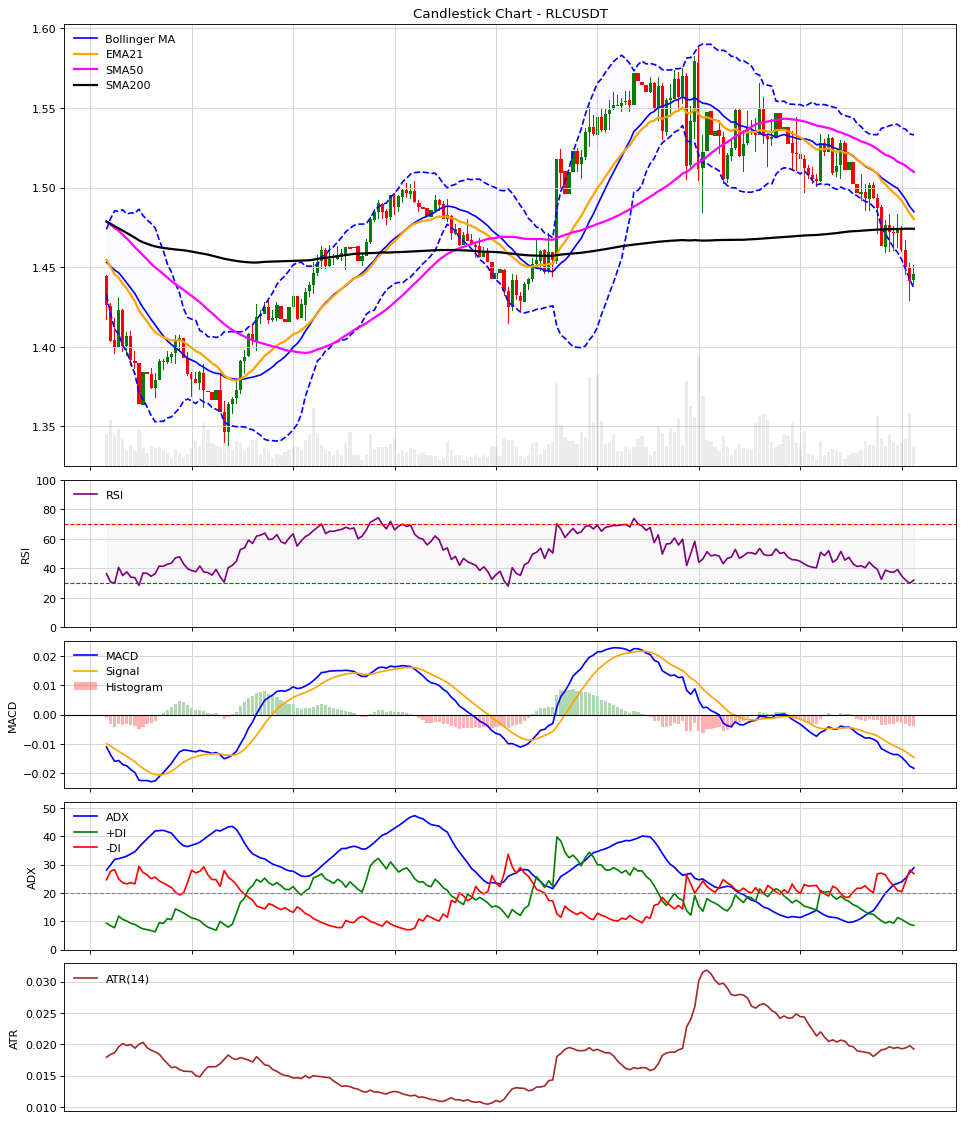 Candlestick Chart - RLCUSDT
1.60
1.55
1.50
1.45
1.40
1.35
Bollinger MA
EMA21
SMA50
SMA200
RSI
100
80
60
40
20
0
RSI
MACD
0.02
0.01
0.00
−0.01
−0.02
MACD
Signal
Histogram
ADX
50
40
30
20
10
0
ADX
+DI
-DI
ATR
0.030
0.025
0.020
0.015
0.010
ATR(14)